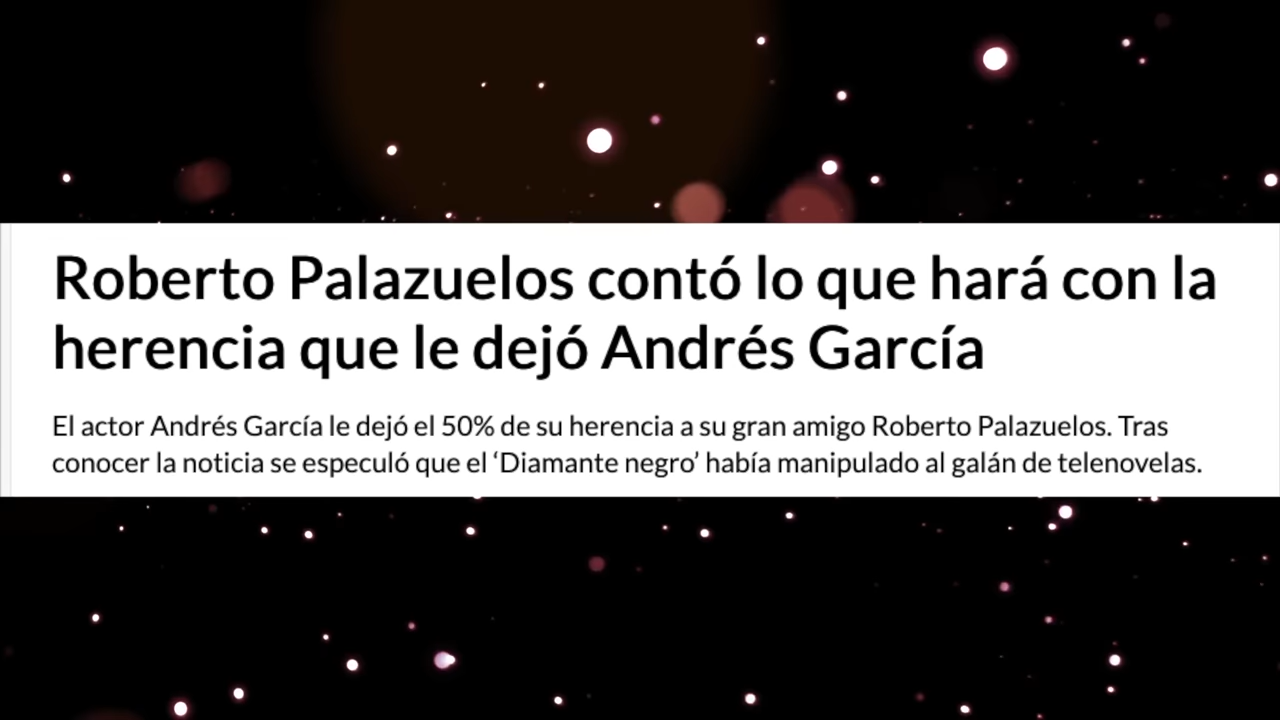 Roberto Palazuelos contó lo que hará con la
herencia que le dejó Andrés García
El actor Andrés García le dejó el 50% de su herencia a su gran amigo Roberto Palazuelos. Tras
conocer la noticia se especuló que el ‘Diamante negro’ había manipulado al galán de telenovelas.